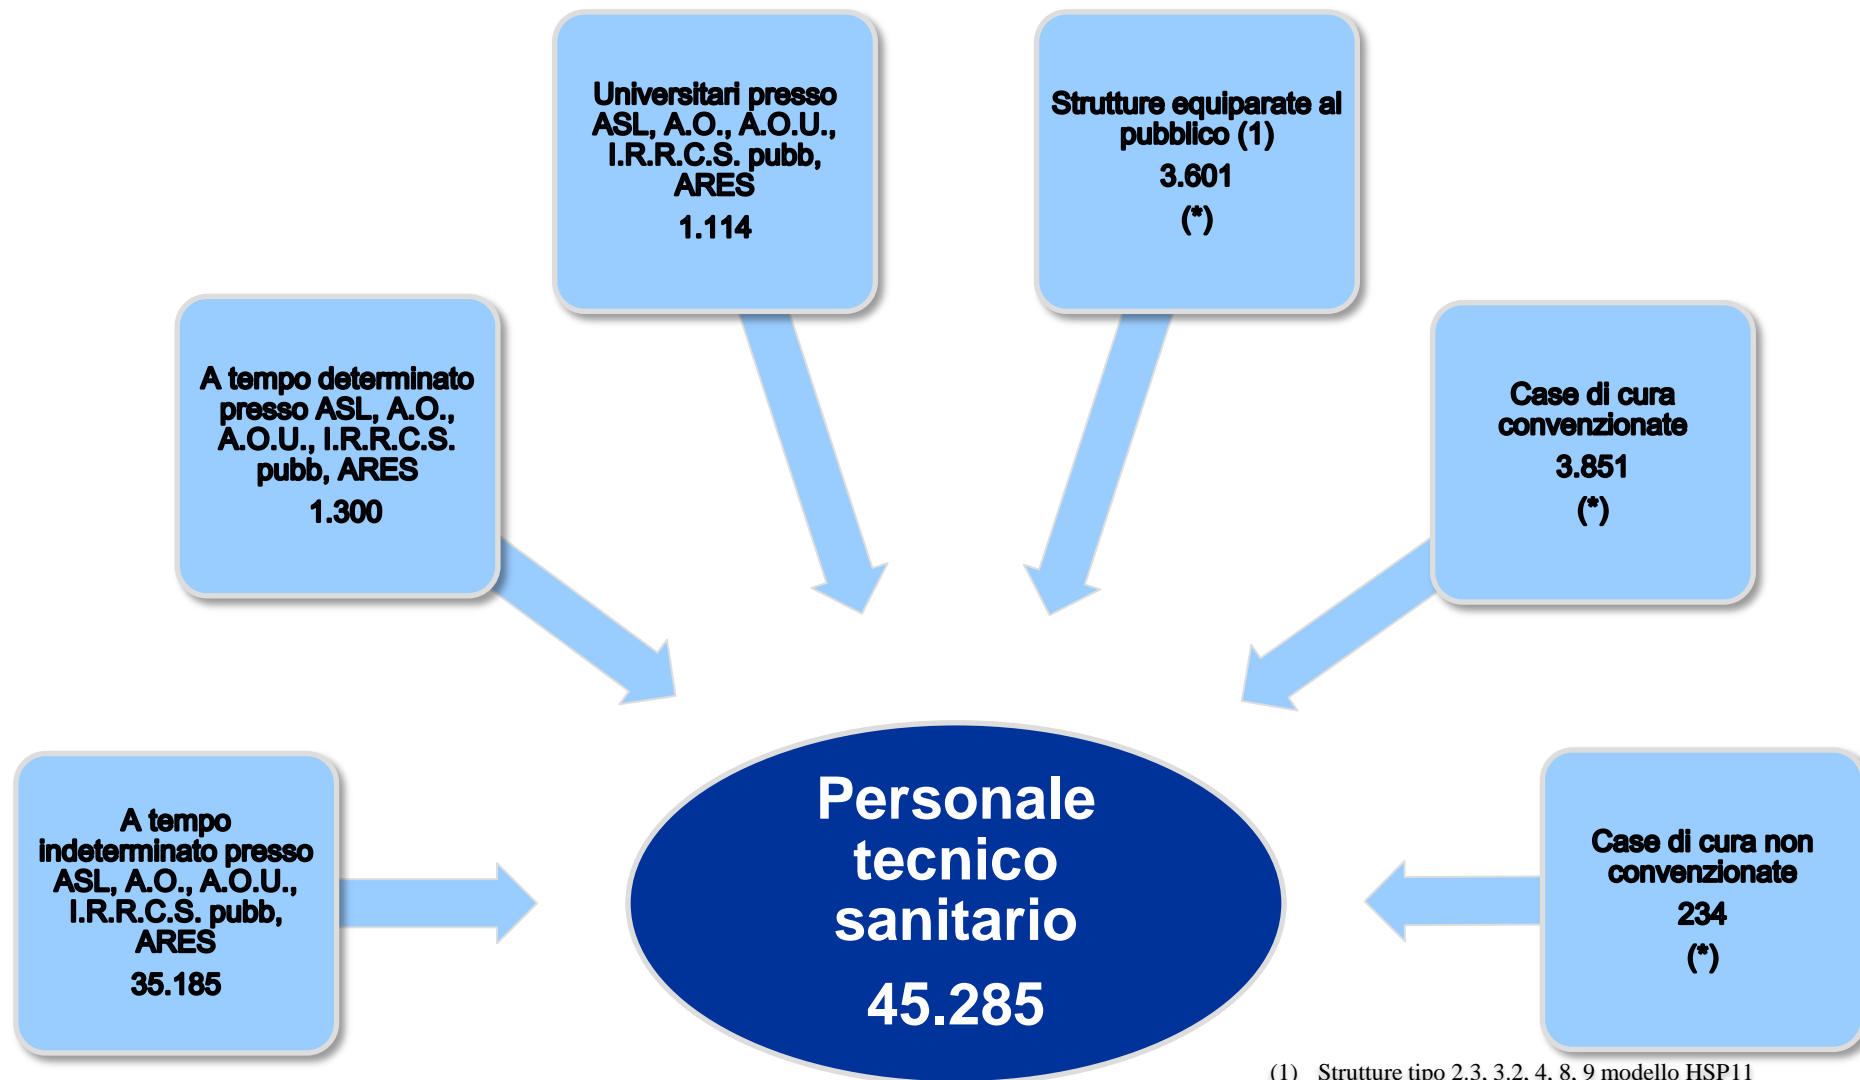 Universitari presso
ASL, A.O., A.O.U.,
I.R.R.C.S. pubb,
ARES
1.114
Strutture equiparate al
pubblico (1)
3.601
(*)
A tempo determinato
presso ASL, A.O.,
A.O.U., I.R.R.C.S.
pubb, ARES
1.300
Case di cura
convenzionate
3.851
(*)
A tempo
indeterminato presso
ASL, A.O., A.O.U.,
I.R.R.C.S. pubb,
ARES
35.185
Personale
tecnico
sanitario
45.285
Case di cura non
convenzionate
234
(*)
(1) Strutture tipo 2.3, 3.2, 4, 8, 9 modello HSP11